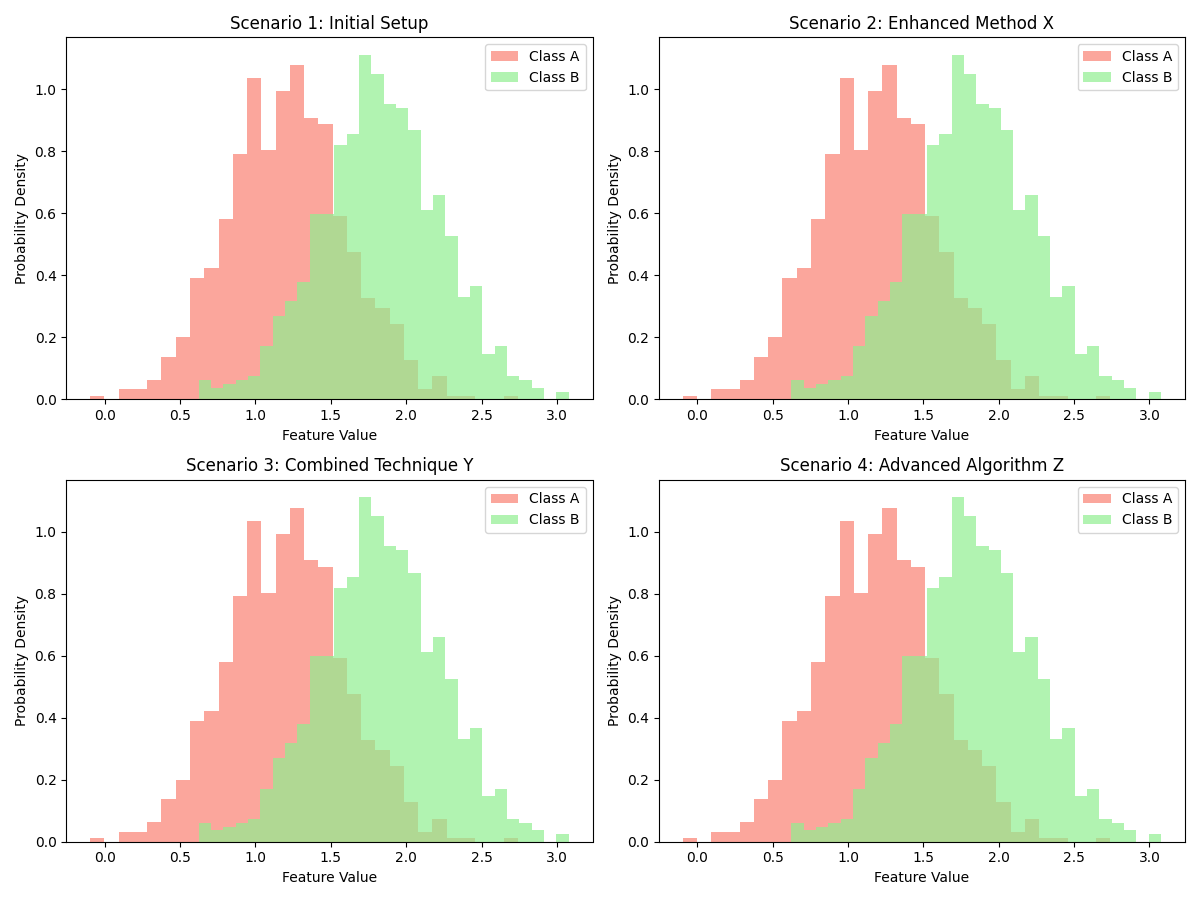 Scenario 1: Initial Setup
Probability Density
1.0
0.8
0.6
0.4
0.2
0.0
Class A
Class B
0.0 0.5 1.0 1.5 2.0 2.5 3.0
Feature Value
Scenario 2: Enhanced Method X
Probability Density
1.0
0.8
0.6
0.4
0.2
0.0
Class A
Class B
0.0 0.5 1.0 1.5 2.0 2.5 3.0
Feature Value
Scenario 3: Combined Technique Y
Probability Density
1.0
0.8
0.6
0.4
0.2
0.0
Class A
Class B
0.0 0.5 1.0 1.5 2.0 2.5 3.0
Feature Value
Scenario 4: Advanced Algorithm Z
Probability Density
1.0
0.8
0.6
0.4
0.2
0.0
Class A
Class B
0.0 0.5 1.0 1.5 2.0 2.5 3.0
Feature Value